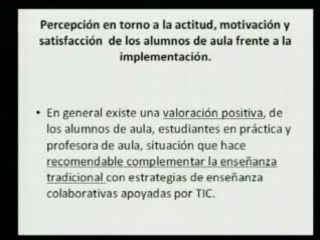 Percepción en torno a la actitud, motivación y
satisfacción de los alumnos de aula frente a la
implementación.
• En general existe una valoración positiva, de
los alumnos de aula, estudiantes en práctica y
profesora de aula, situación que hace
recomendable complementar la enseñanza
tradicional con estrategias de enseñanza
colaborativas apoyadas por TIC.